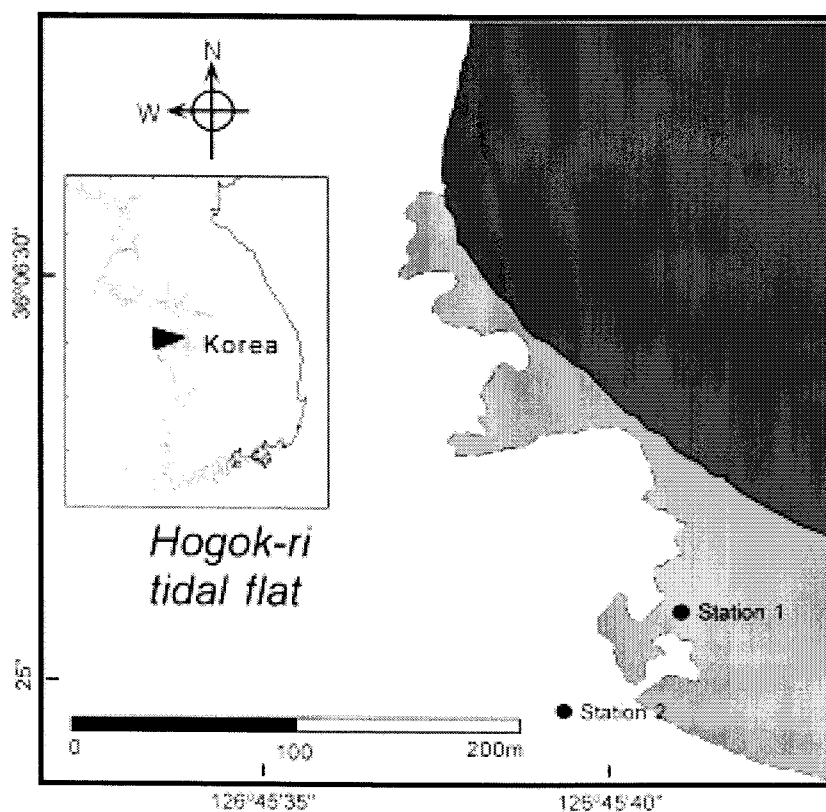 N
W
36°06'30"
Korea
Hogok-ri
tidal flat
Station 1
25"
Station 2
0 100 200m
126°45'35" 126°45'40"